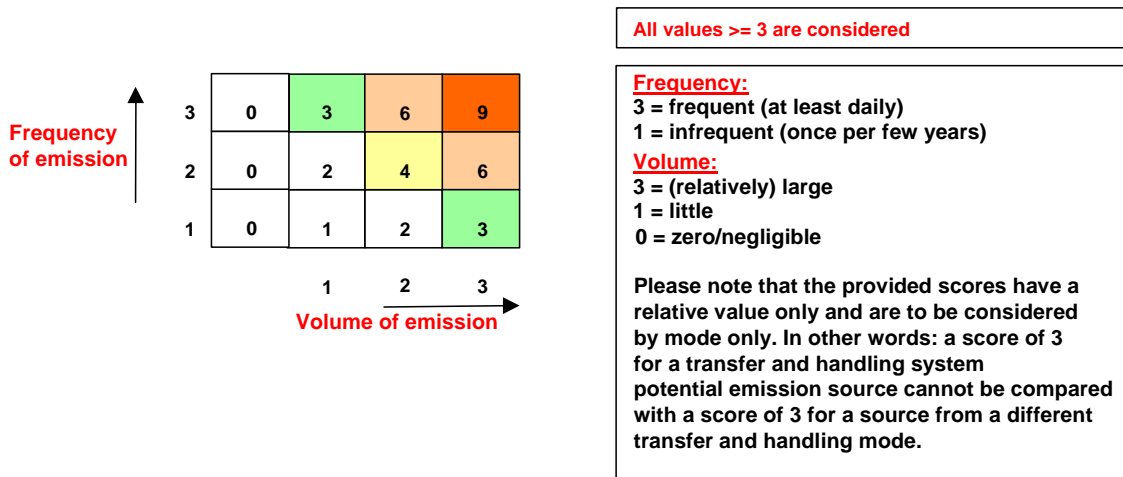 All values >= 3 are considered
Frequency
of emission
3 0 3 6 9
2 0 2 4 6
1 0 1 2 3
1 2 3
Volume of emission
Frequency:
3 = frequent (at least daily)
1 = infrequent (once per few years)
Volume:
3 = (relatively) large
1 = little
0 = zero/negligible
Please note that the provided scores have a
relative value only and are to be considered
by mode only. In other words: a score of 3
for a transfer and handling system
potential emission source cannot be compared
with a score of 3 for a source from a different
transfer and handling mode.